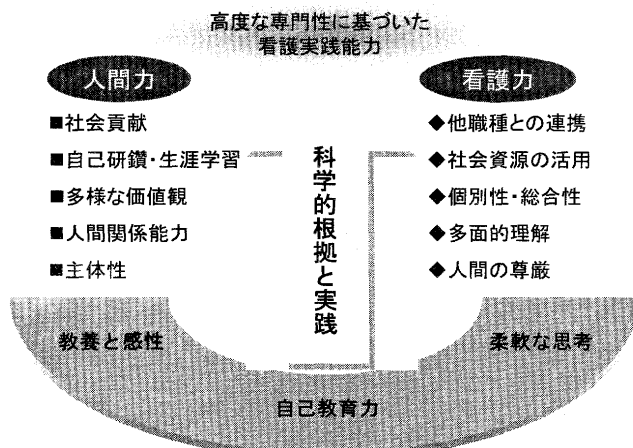 高度な専門性に基づいた
看護実践能力
人間力
■社会貢献
■自己研鑽・生涯学習
■多様な価値観
■人間関係能力
■主体性
科学的根拠と実践
看護力
◆他職種との連携
◆社会資源の活用
◆個別性・総合性
◆多面的理解
◆人間の尊厳
教養と感性
柔軟な思考
自己教育力